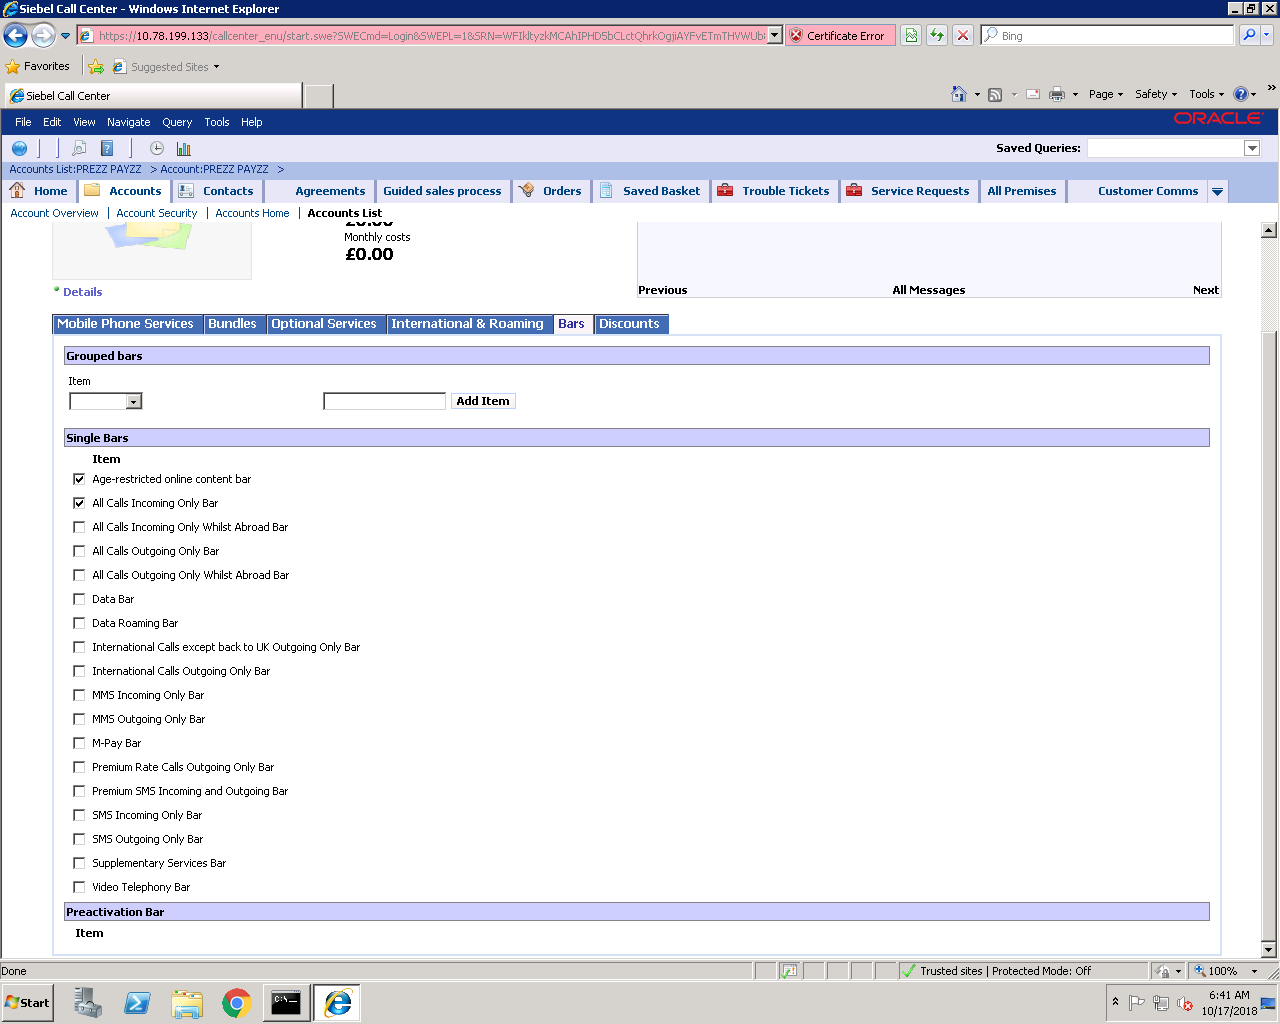 Siebel Call Center - Windows Internet Explorer
https://10.78.199.133/callcenter_enu/start.swe?SWECmd=Login&SWEPL=1&SRN=WFIkltyzkMCAhIPHD5bCLctQhrkOgjiAYFvETmTHVWUb
Certificate Error
Bing
Favorites
Suggested Sites
Siebel Call Center
Page Safety Tools
File Edit View Navigate Query Tools Help
ORACLE
Saved Queries:
Accounts List:PREZZ PAYZZ > Account:PREZZ PAYZZ >
Home Accounts Contacts Agreements Guided sales process Orders Saved Basket Trouble Tickets Service Requests All Premises Customer Comms
Account Overview | Account Security | Accounts Home | Accounts List
£0.00
Monthly costs
£0.00
Details
Previous All Messages Next
Mobile Phone Services Bundles Optional Services International & Roaming Bars Discounts
Grouped bars
Item
Add Item
Single Bars
Item
Age-restricted online content bar
All Calls Incoming Only Bar
All Calls Incoming Only Whilst Abroad Bar
All Calls Outgoing Only Bar
All Calls Outgoing Only Whilst Abroad Bar
Data Bar
Data Roaming Bar
International Calls except back to UK Outgoing Only Bar
International Calls Outgoing Only Bar
MMS Incoming Only Bar
MMS Outgoing Only Bar
M-Pay Bar
Premium Rate Calls Outgoing Only Bar
Premium SMS Incoming and Outgoing Bar
SMS Incoming Only Bar
SMS Outgoing Only Bar
Supplementary Services Bar
Video Telephony Bar
Preactivation Bar
Item
Done
Trusted sites | Protected Mode: Off
100%
Start
6:41 AM
10/17/2018